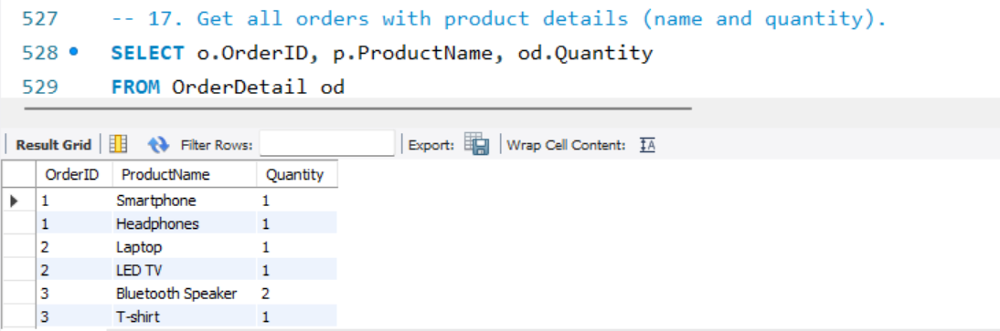 527 -- 17. Get all orders with product details (name and quantity).
528 SELECT o.OrderID, p.ProductName, od.Quantity
529 FROM OrderDetail od
Result Grid Filter Rows: Export: Wrap Cell Content: IA
OrderID ProductName Quantity
1 Smartphone 1
1 Headphones 1
2 Laptop 1
2 LED TV 1
3 Bluetooth Speaker 2
3 T-shirt 1